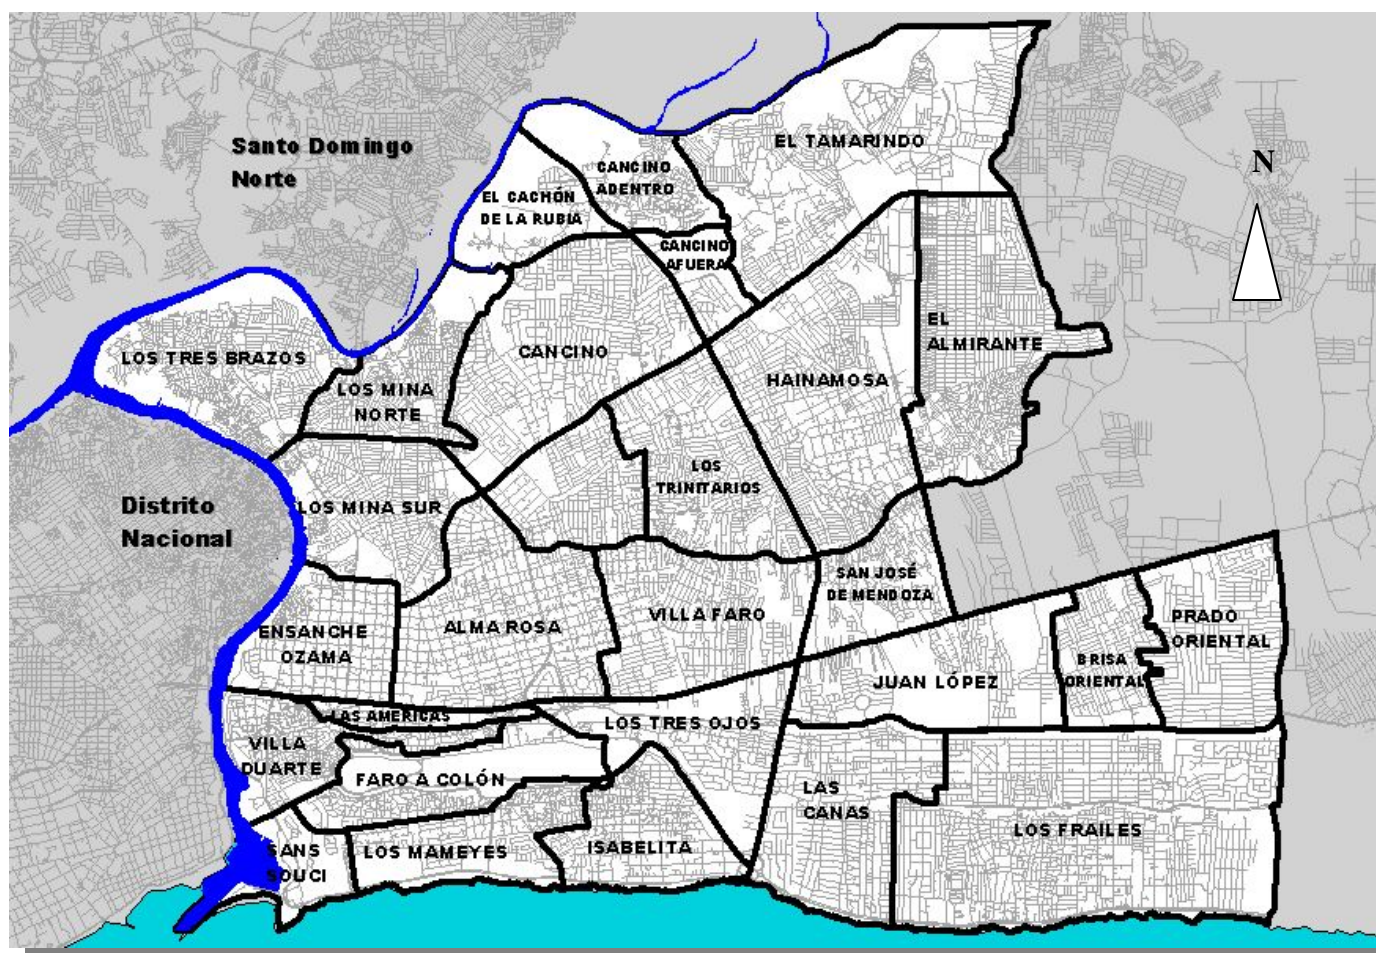 N
Santo Domingo
Norte
EL TAMARINDO
CANCINO
ADENTRO
EL CACHÓN
DE LA RUBIA
CANCINO
AFUERA
EL
ALMIRANTE
LOS TRES BRAZOS
CANCINO
HAINAMOSA
LOS MINA
NORTE
LOS
TRINITARIOS
Distrito
Nacional
LOS MINA SUR
SAN JOSÉ
DE MENDOZA
ENSANCHE
OZAMA
ALMA ROSA
VILLA FARO
PRADO
ORIENTAL
BRISA
ORIENTAL
JUAN LÓPEZ
LAS AMERICAS
LOS TRES OJOS
VILLA
DUARTE
FARO A COLÓN
LAS
CANAS
LOS FRAILES
SANS
SOUCI
LOS MAMEYES
ISABELITA